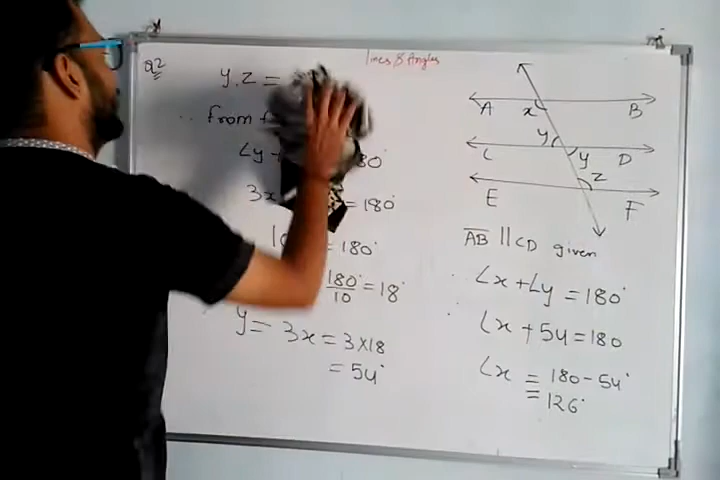 Lines & Angles
Q2
y.z =
∴ from
∠y + 80°
3x = 180°
10 = 180°
180°/10 = 18°
y = 3x = 3×18
= 54°
A x B
C y y D
E z F
AB || CD given
∠x + ∠y = 180°
∠x + 54 = 180
∠x = 180 - 54°
= 126°